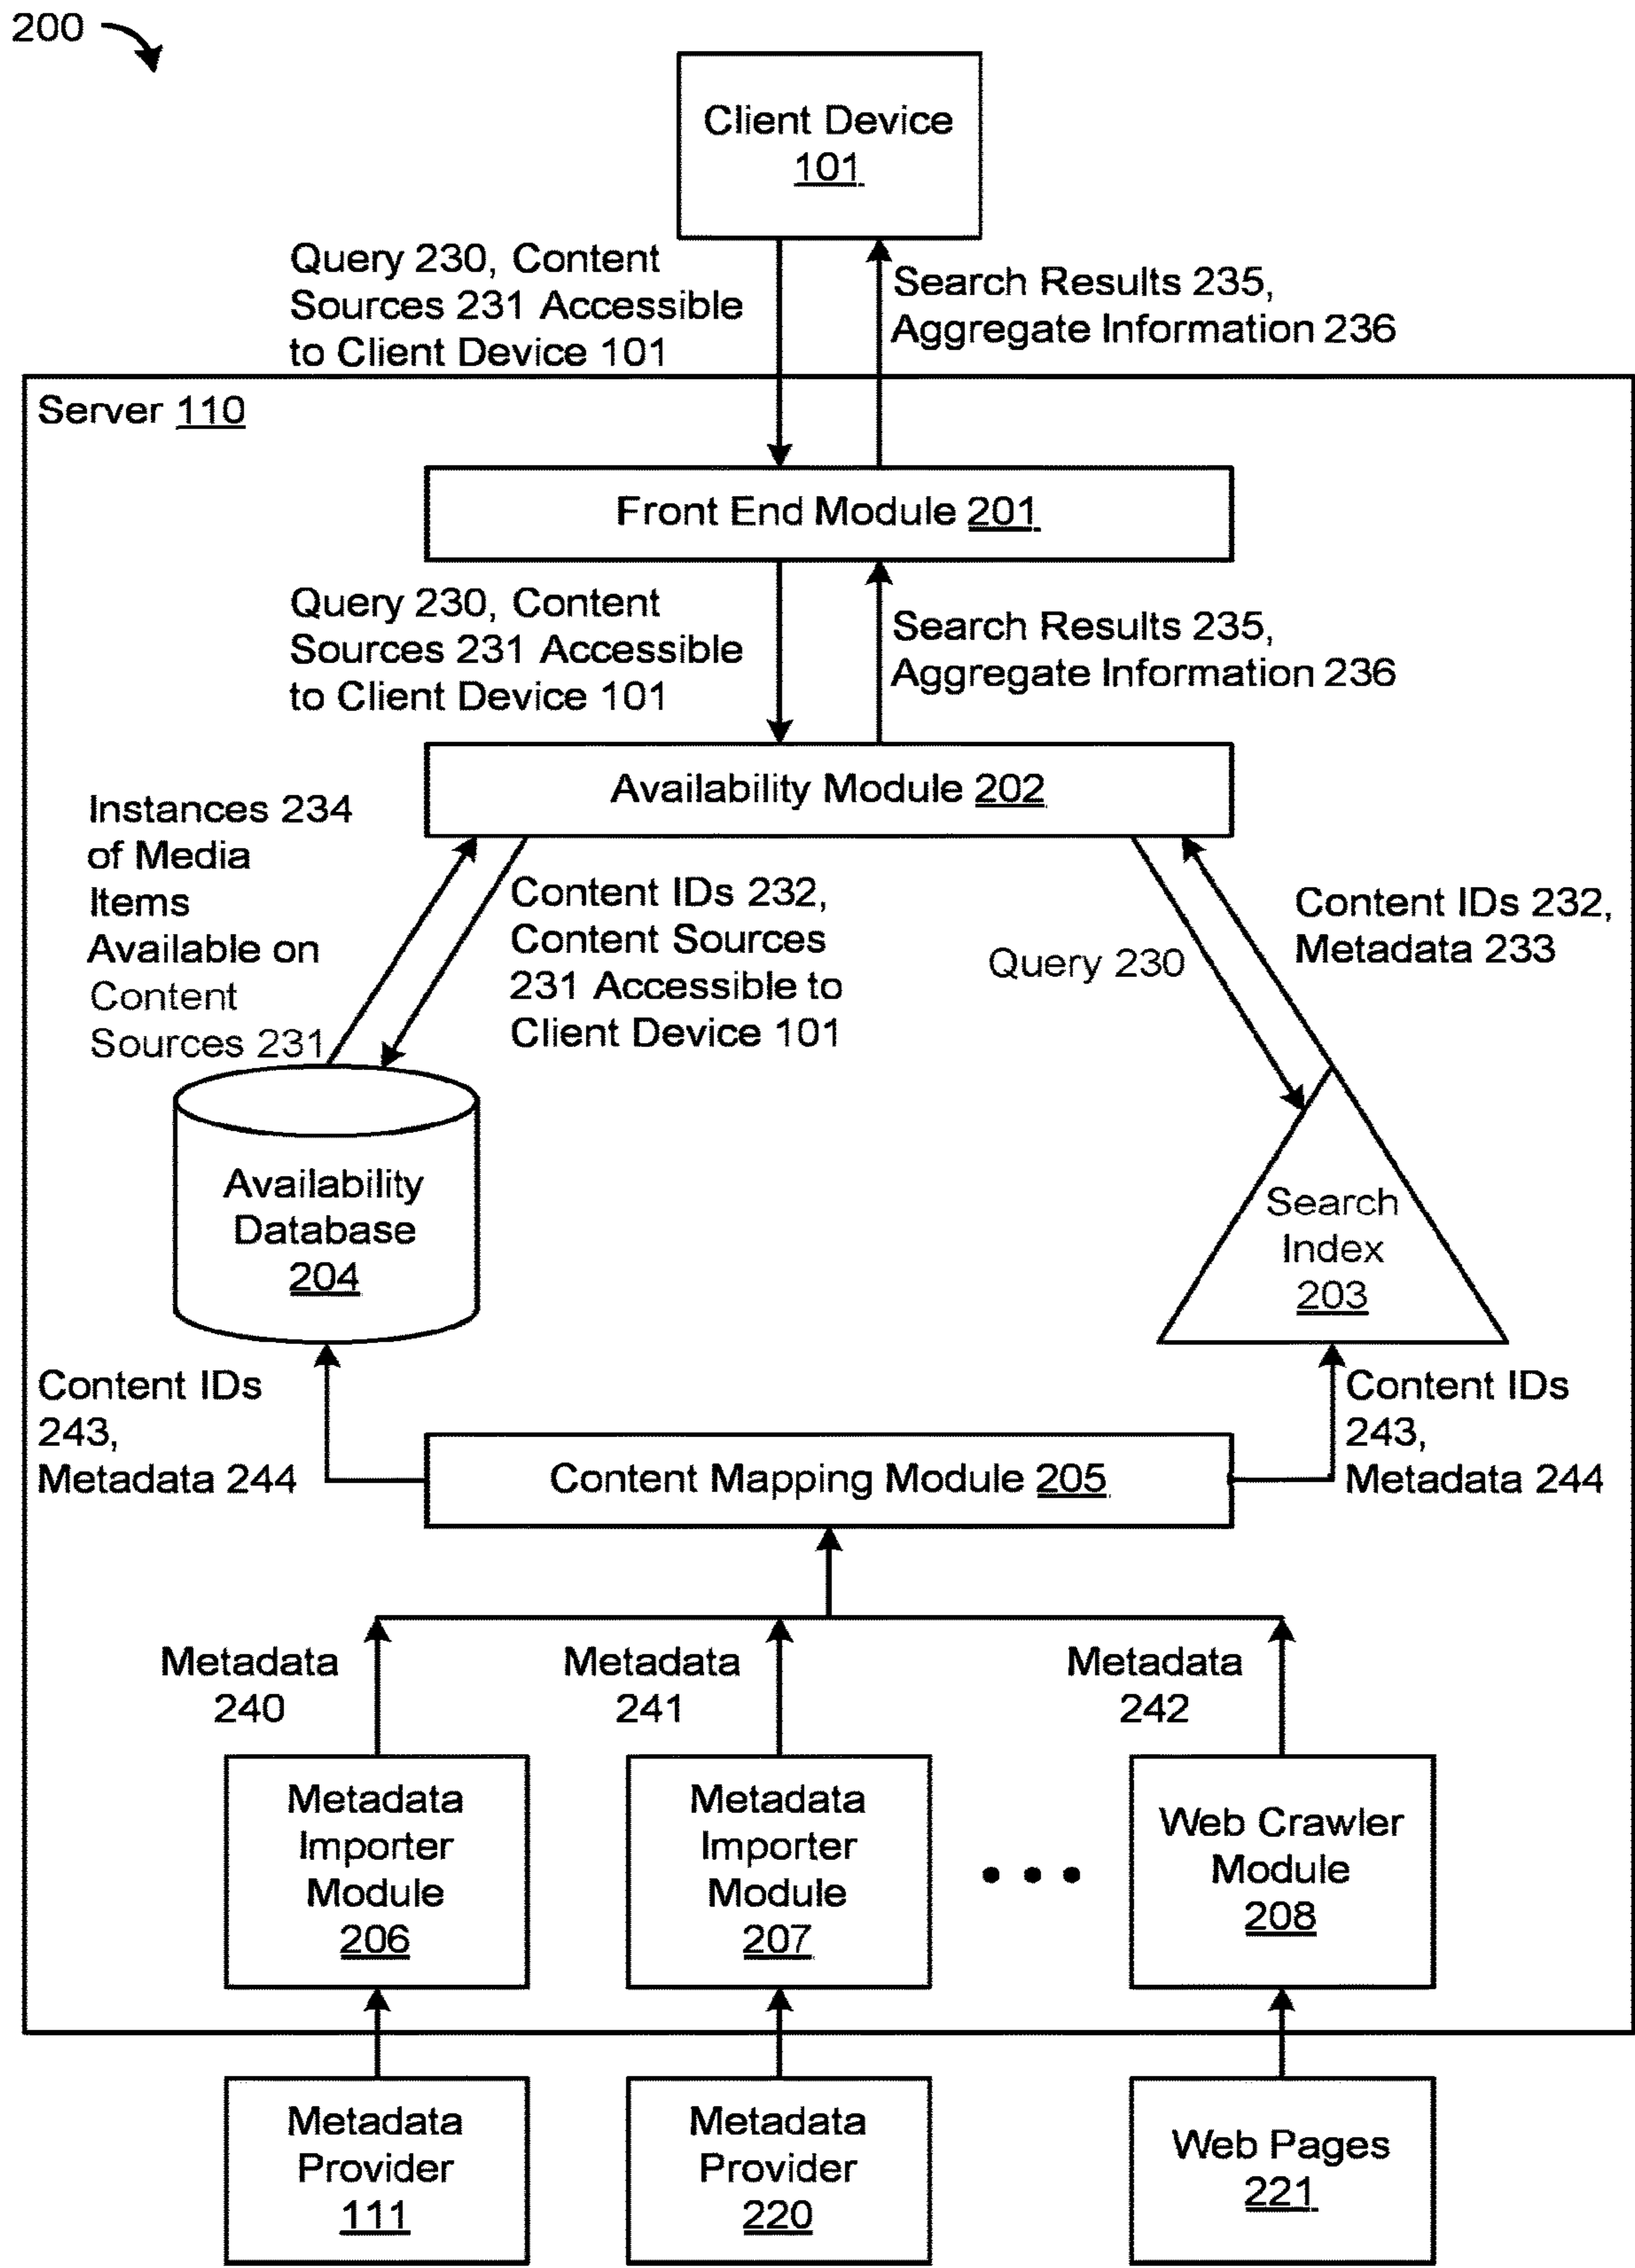 200
Client Device
101
Query 230, Content
Sources 231 Accessible
to Client Device 101
Search Results 235,
Aggregate Information 236
Server 110
Front End Module 201
Query 230, Content
Sources 231 Accessible
to Client Device 101
Search Results 235,
Aggregate Information 236
Availability Module 202
Instances 234
of Media
Items
Available on
Content
Sources 231
Content IDs 232,
Content Sources
231 Accessible to
Client Device 101
Query 230
Content IDs 232,
Metadata 233
Availability
Database
204
Search
Index
203
Content IDs
243,
Metadata 244
Content Mapping Module 205
Content IDs
243,
Metadata 244
Metadata
240
Metadata
241
Metadata
242
Metadata
Importer
Module
206
Metadata
Importer
Module
207
Web Crawler
Module
208
Metadata
Provider
111
Metadata
Provider
220
Web Pages
221